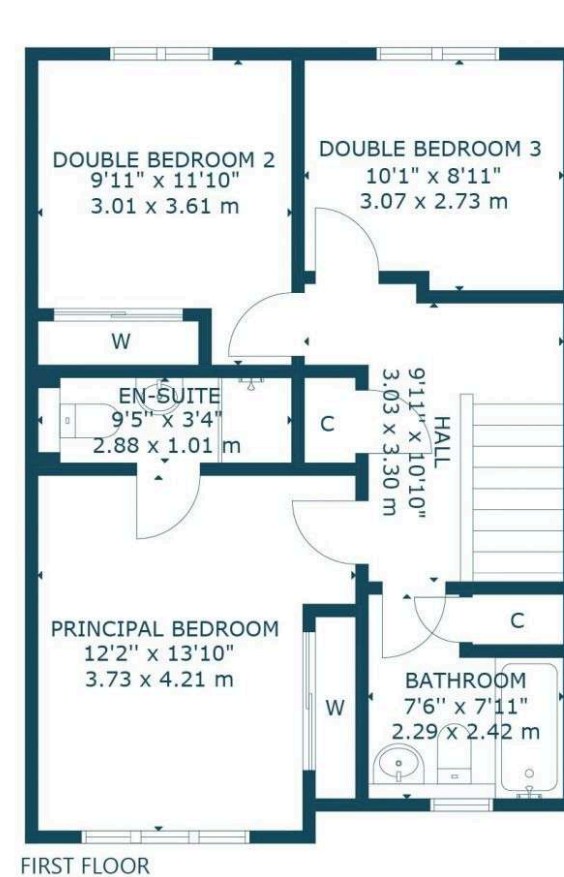 DOUBLE BEDROOM 2
9'11" x 11'10"
3.01 x 3.61 m
DOUBLE BEDROOM 3
10'1" x 8'11"
3.07 x 2.73 m
W
EN-SUITE
9'5" x 3'4"
2.88 x 1.01 m
C
HALL
9'11" x 10'10"
3.03 x 3.30 m
PRINCIPAL BEDROOM
12'2" x 13'10"
3.73 x 4.21 m
W
C
BATHROOM
7'6" x 7'11"
2.29 x 2.42 m
FIRST FLOOR